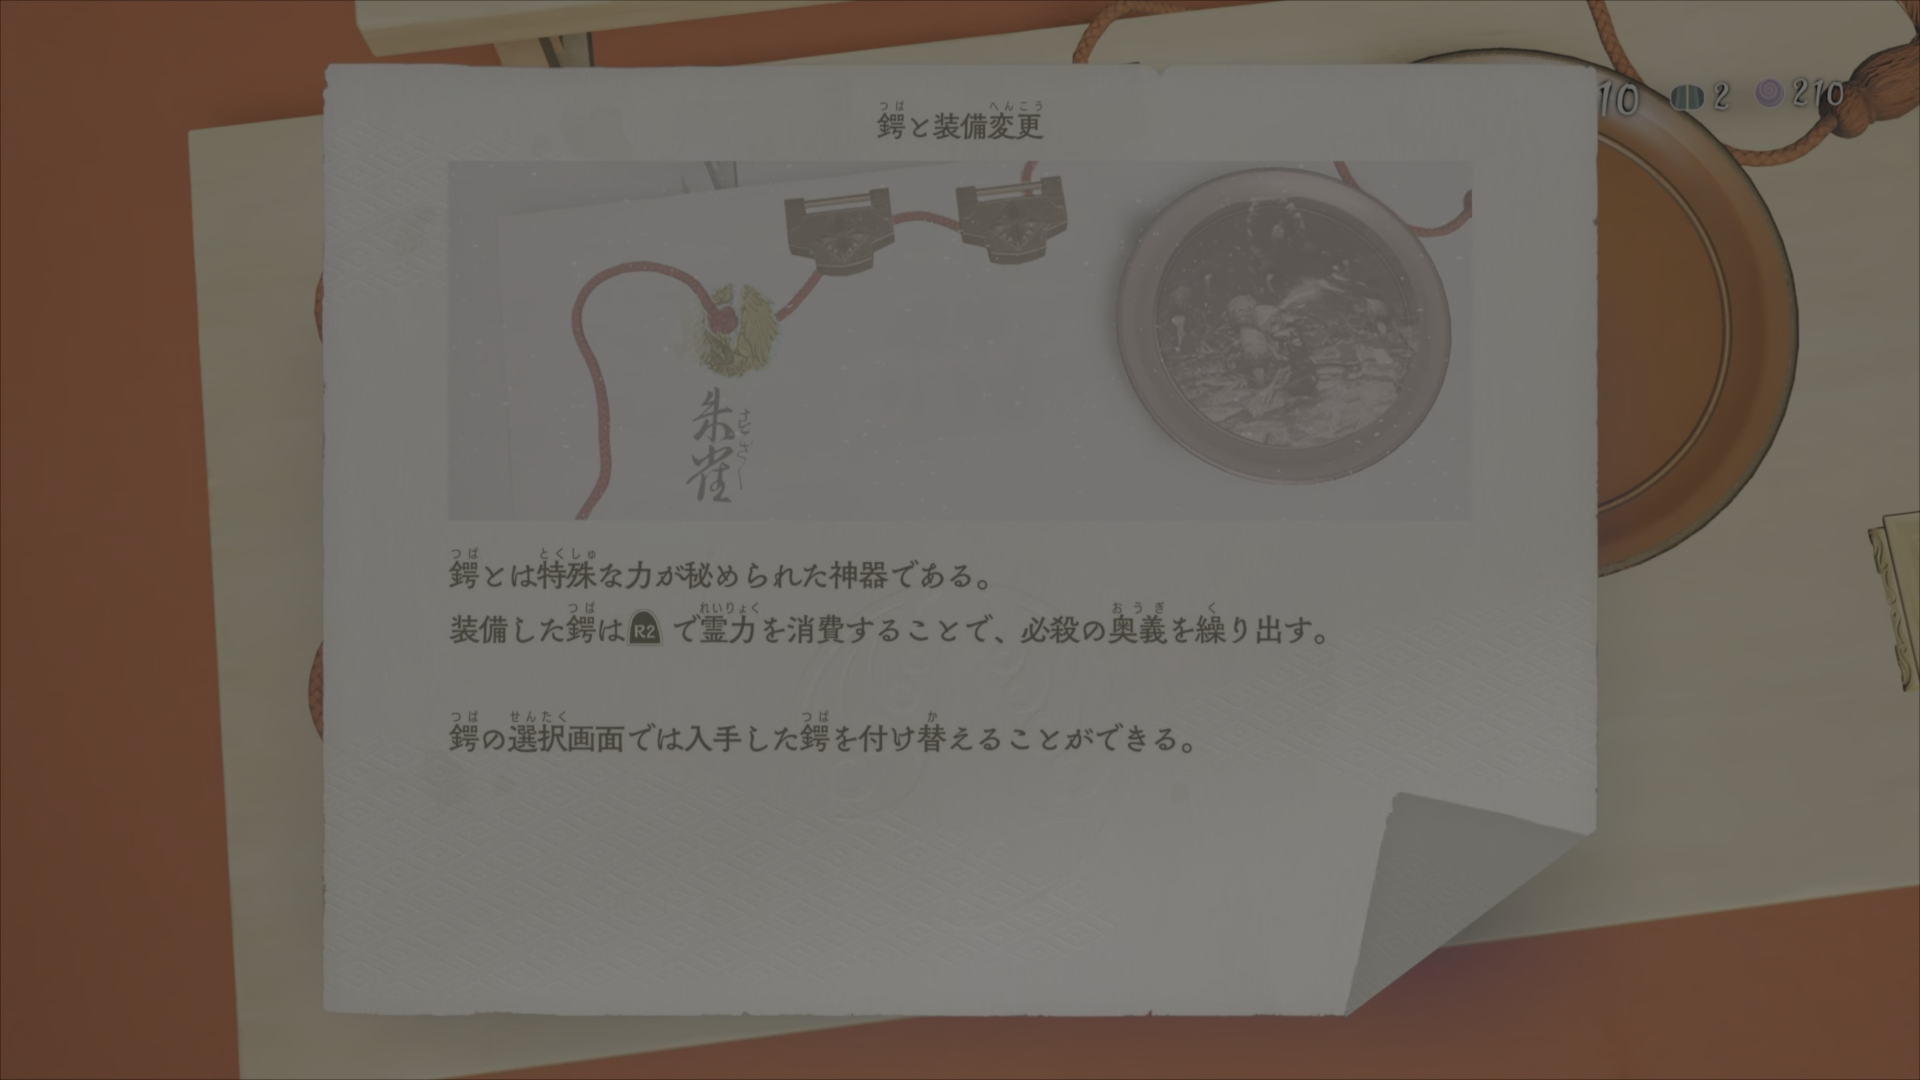 10 2 210
鍔と装備変更
朱雀
鍔とは特殊な力が秘められた神器である。
装備した鍔はR2で霊力を消費することで、必殺の奥義を繰り出す。
鍔の選択画面では入手した鍔を付け替えることができる。